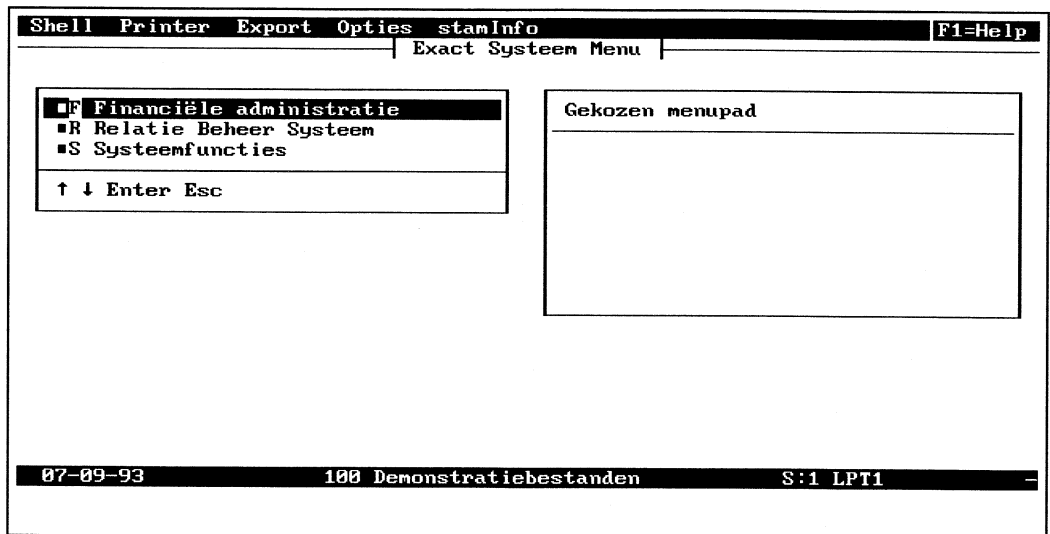 Shell Printer Export Opties stamInfo F1=Help
Exact Systeem Menu
F Financiële administratie
R Relatie Beheer Systeem
S Systeemfuncties
↑ ↓ Enter Esc
Gekozen menupad
07-09-93 100 Demonstratiebestanden S:1 LPT1 –